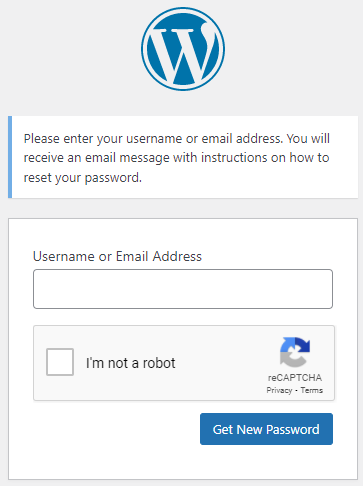 Please enter your username or email address. You will
receive an email message with instructions on how to
reset your password.
Username or Email Address
I'm not a robot
reCAPTCHA
Privacy - Terms
Get New Password